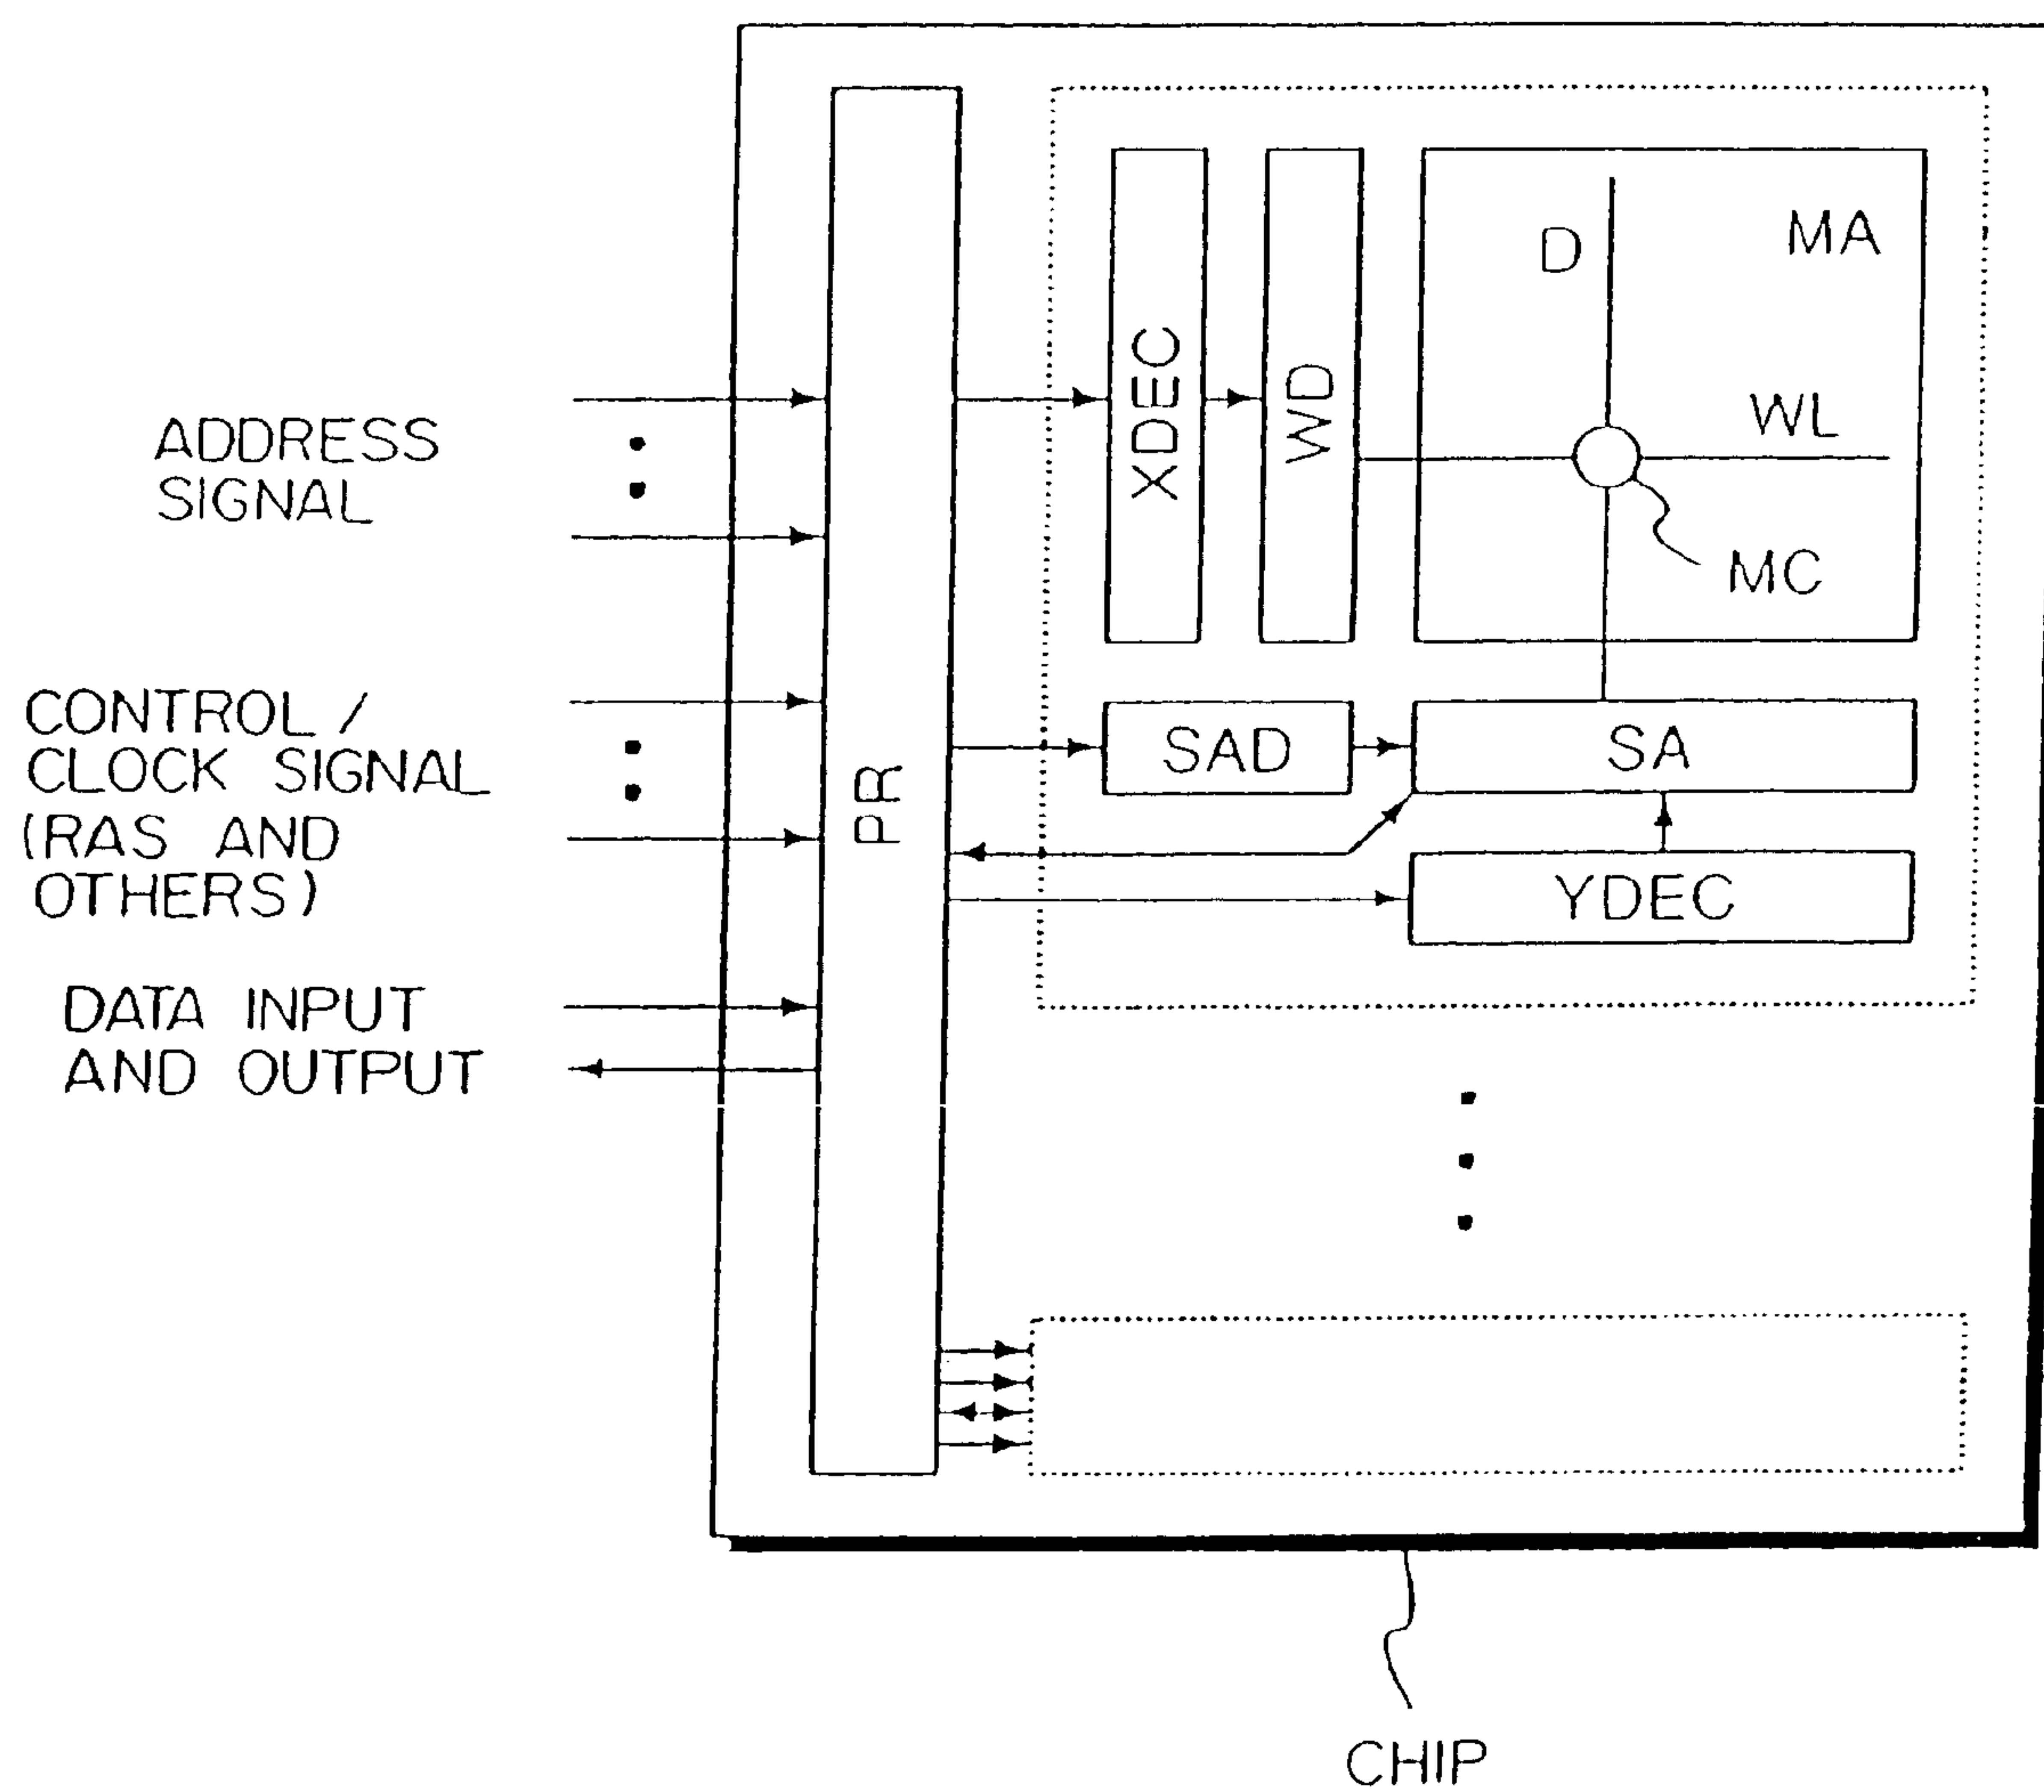 ADDRESS
SIGNAL
CONTROL /
CLOCK SIGNAL
(RAS AND
OTHERS)
DATA INPUT
AND OUTPUT
PR
XDEC
WD
D
MA
WL
MC
SAD
SA
YDEC
CHIP